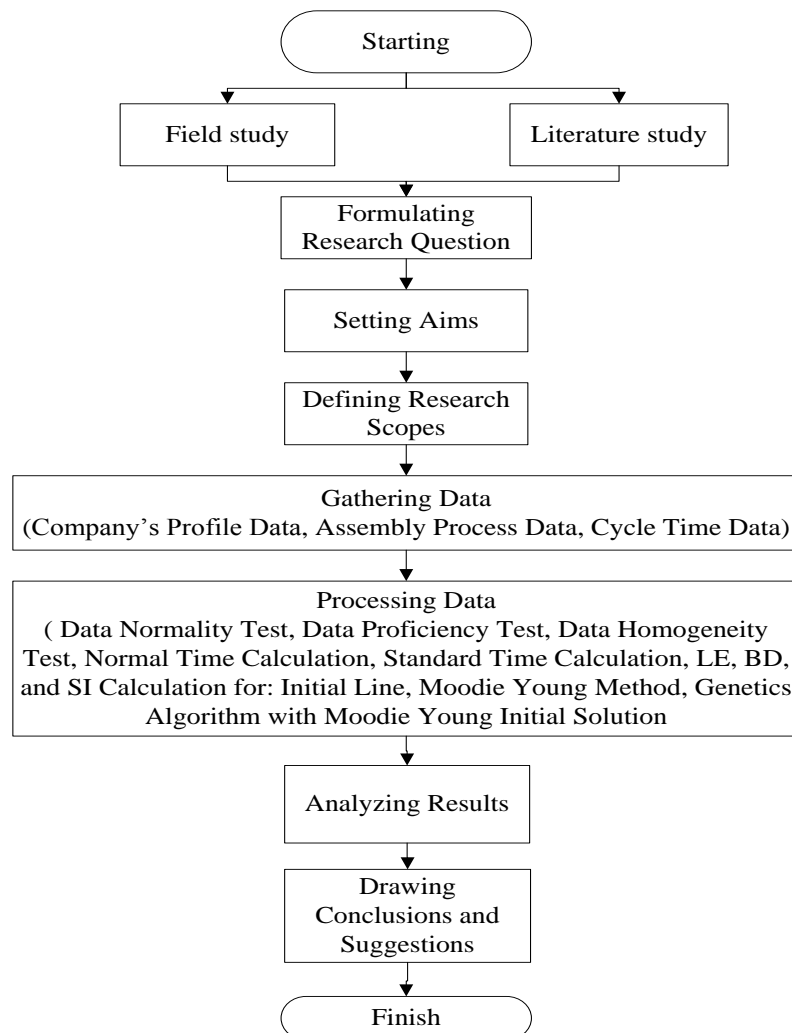 Starting
Field study
Literature study
Formulating
Research Question
Setting Aims
Defining Research
Scopes
Gathering Data
(Company's Profile Data, Assembly Process Data, Cycle Time Data)
Processing Data
( Data Normality Test, Data Proficiency Test, Data Homogeneity
Test, Normal Time Calculation, Standard Time Calculation, LE, BD,
and SI Calculation for: Initial Line, Moodie Young Method, Genetics
Algorithm with Moodie Young Initial Solution
Analyzing Results
Drawing
Conclusions and
Suggestions
Finish